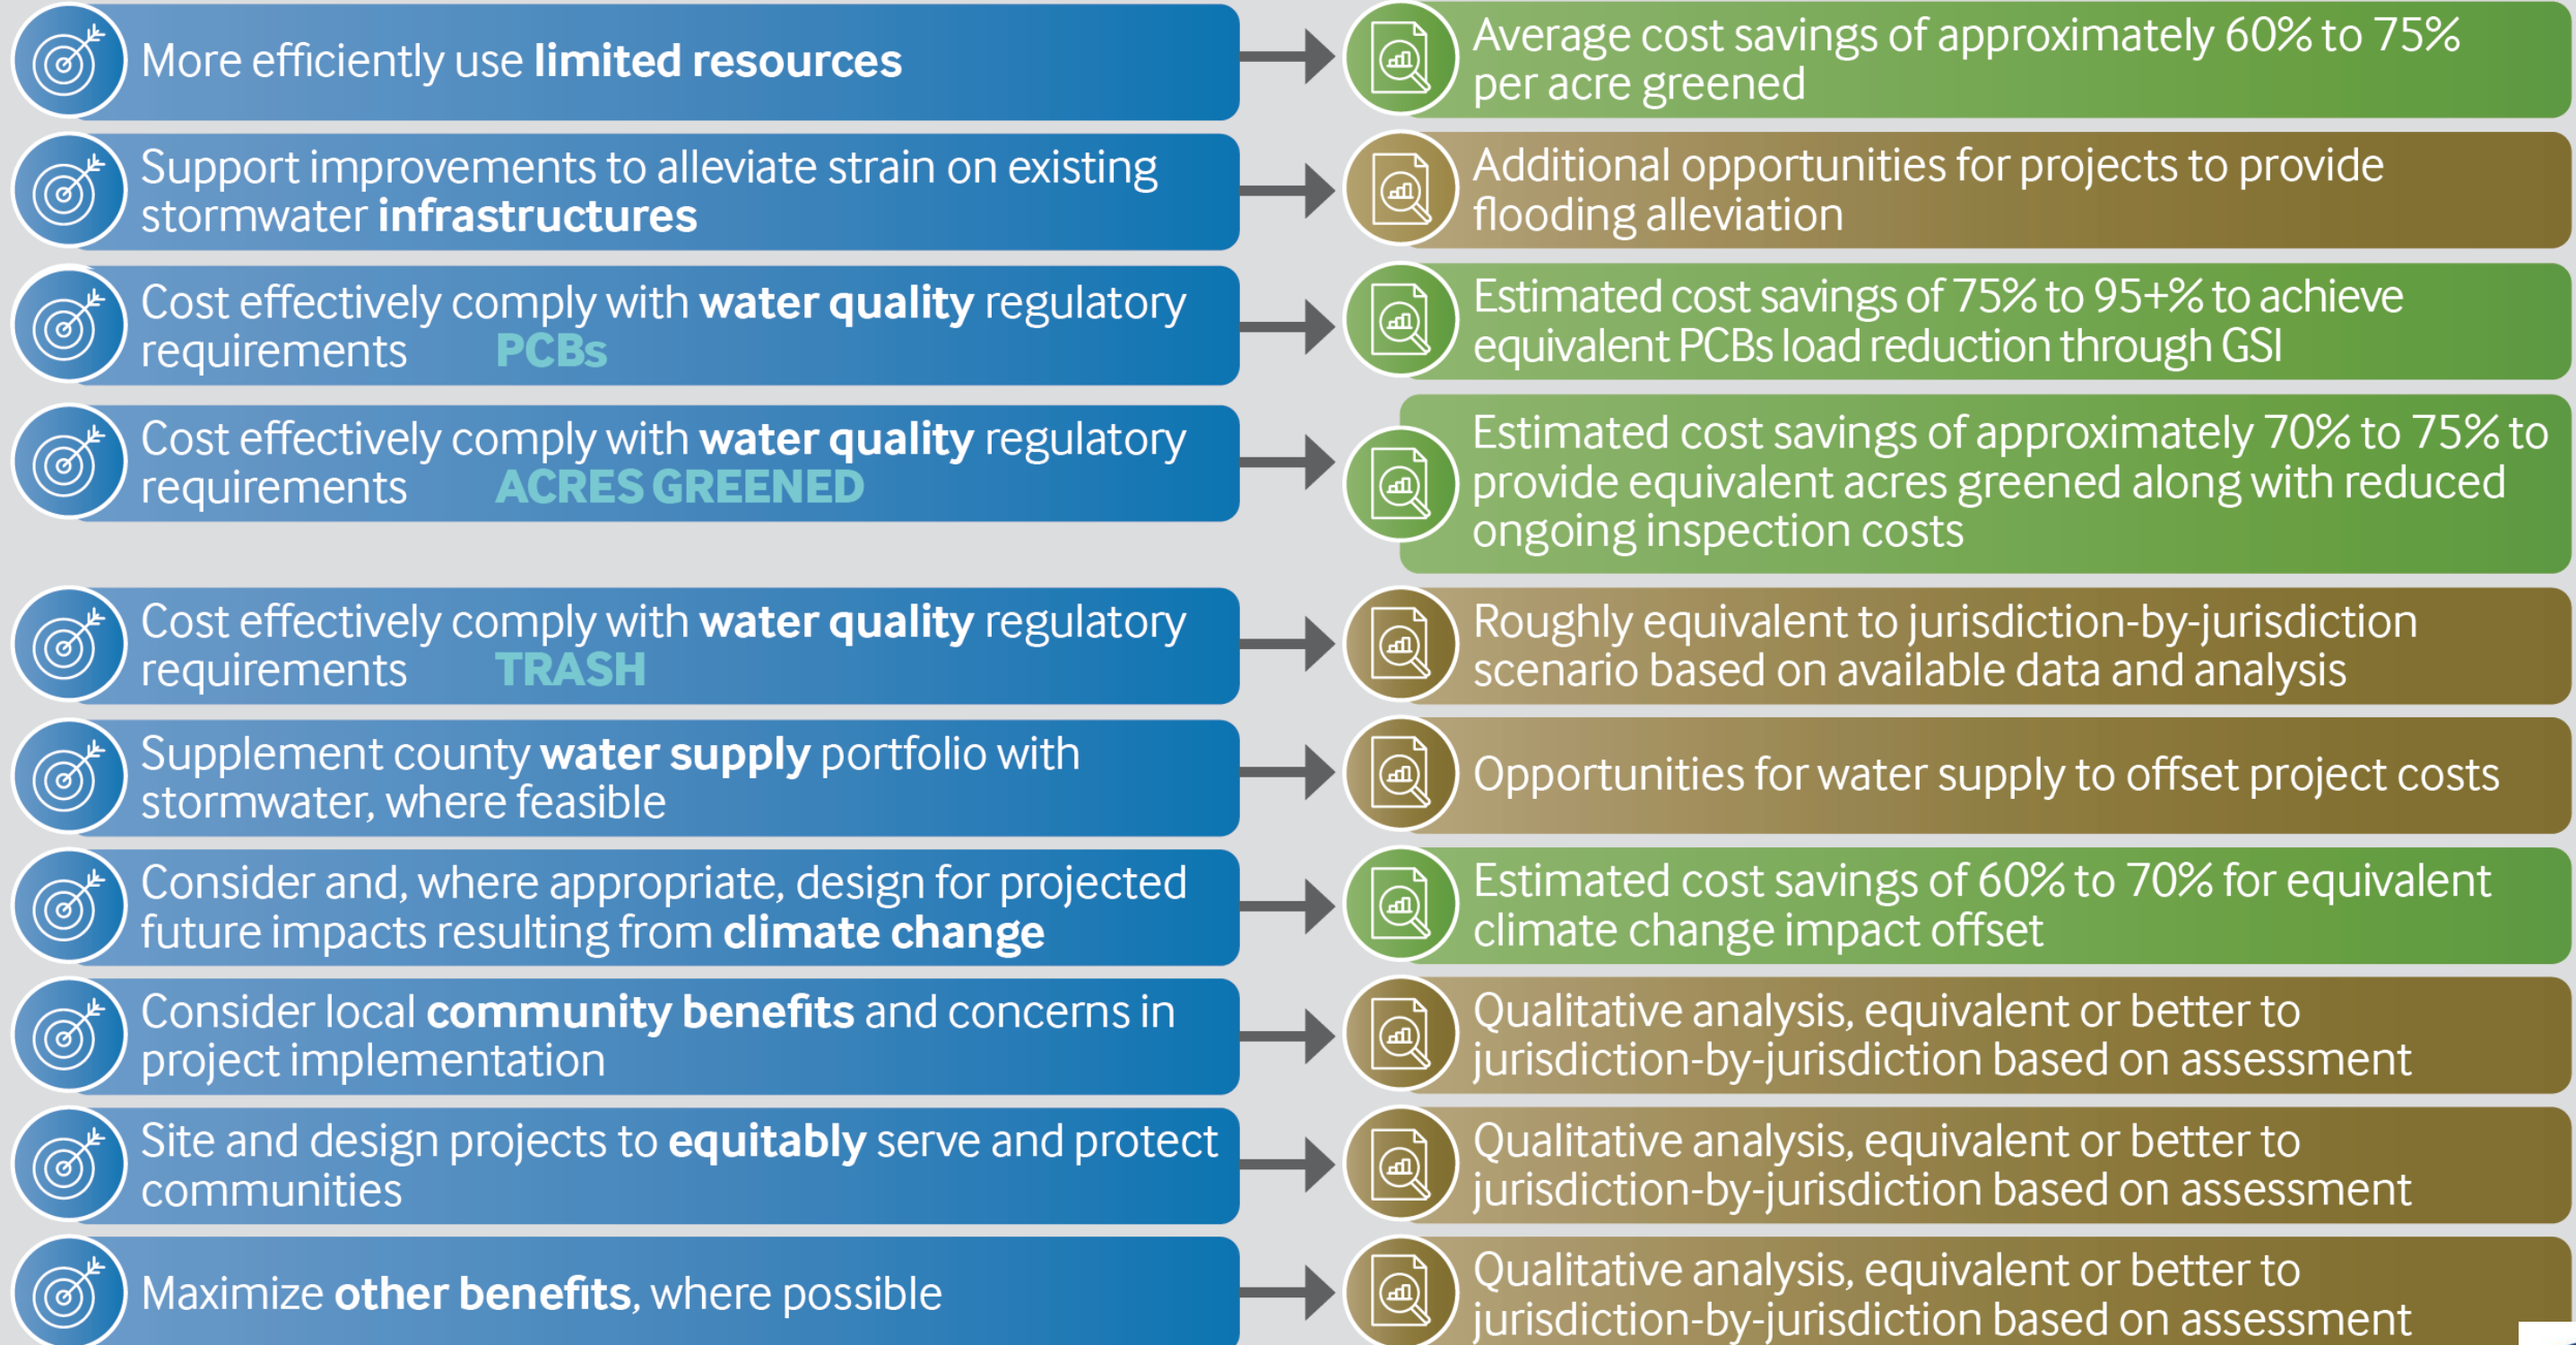 More efficiently use limited resources
Average cost savings of approximately 60% to 75%
per acre greened
Support improvements to alleviate strain on existing
stormwater infrastructures
Additional opportunities for projects to provide
flooding alleviation
Cost effectively comply with water quality regulatory
requirements PCBs
Estimated cost savings of 75% to 95+% to achieve
equivalent PCBs load reduction through GSI
Cost effectively comply with water quality regulatory
requirements ACRES GREENED
Estimated cost savings of approximately 70% to 75% to
provide equivalent acres greened along with reduced
ongoing inspection costs
Cost effectively comply with water quality regulatory
requirements TRASH
Roughly equivalent to jurisdiction-by-jurisdiction
scenario based on available data and analysis
Supplement county water supply portfolio with
stormwater, where feasible
Opportunities for water supply to offset project costs
Consider and, where appropriate, design for projected
future impacts resulting from climate change
Estimated cost savings of 60% to 70% for equivalent
climate change impact offset
Consider local community benefits and concerns in
project implementation
Qualitative analysis, equivalent or better to
jurisdiction-by-jurisdiction based on assessment
Site and design projects to equitably serve and protect
communities
Qualitative analysis, equivalent or better to
jurisdiction-by-jurisdiction based on assessment
Maximize other benefits, where possible
Qualitative analysis, equivalent or better to
jurisdiction-by-jurisdiction based on assessment